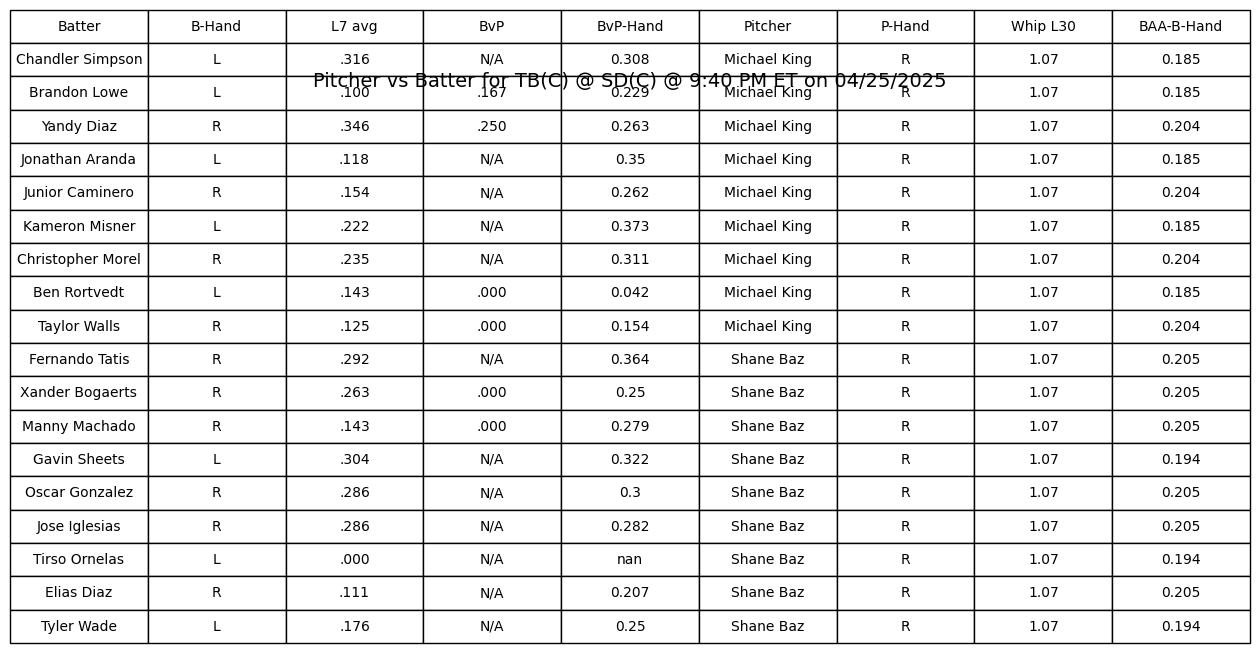 Batter B-Hand L7 avg BvP BvP-Hand Pitcher P-Hand Whip L30 BAA-B-Hand
Chandler Simpson L .316 N/A 0.308 Michael King R 1.07 0.185
Pitcher vs Batter for TB(C) @ SD(C) @ 9:40 PM ET on 04/25/2025
Brandon Lowe L .100 .167 0.229 Michael King R 1.07 0.185
Yandy Diaz R .346 .250 0.263 Michael King R 1.07 0.204
Jonathan Aranda L .118 N/A 0.35 Michael King R 1.07 0.185
Junior Caminero R .154 N/A 0.262 Michael King R 1.07 0.204
Kameron Misner L .222 N/A 0.373 Michael King R 1.07 0.185
Christopher Morel R .235 N/A 0.311 Michael King R 1.07 0.204
Ben Rortvedt L .143 .000 0.042 Michael King R 1.07 0.185
Taylor Walls R .125 .000 0.154 Michael King R 1.07 0.204
Fernando Tatis R .292 N/A 0.364 Shane Baz R 1.07 0.205
Xander Bogaerts R .263 .000 0.25 Shane Baz R 1.07 0.205
Manny Machado R .143 .000 0.279 Shane Baz R 1.07 0.205
Gavin Sheets L .304 N/A 0.322 Shane Baz R 1.07 0.194
Oscar Gonzalez R .286 N/A 0.3 Shane Baz R 1.07 0.205
Jose Iglesias R .286 N/A 0.282 Shane Baz R 1.07 0.205
Tirso Ornelas L .000 N/A nan Shane Baz R 1.07 0.194
Elias Diaz R .111 N/A 0.207 Shane Baz R 1.07 0.205
Tyler Wade L .176 N/A 0.25 Shane Baz R 1.07 0.194